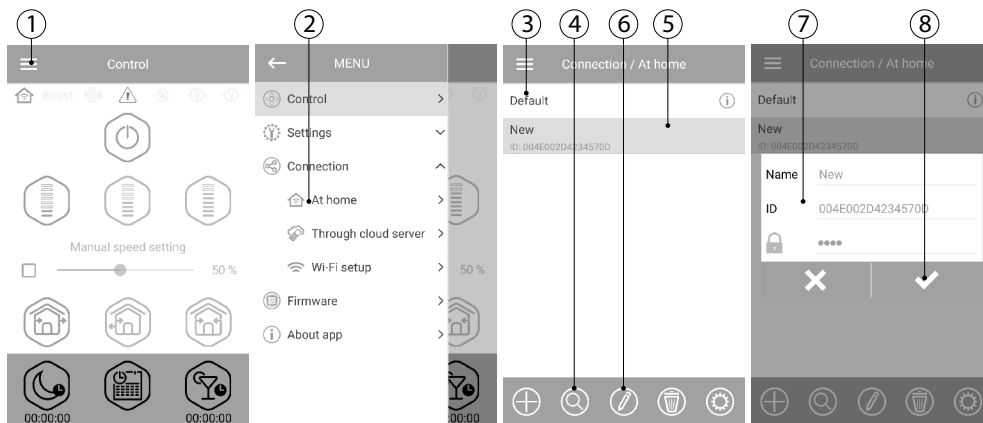 1
2
3
4
6
5
7
8
Control
Boost
Manual speed setting
50 %
00:00:00
00:00:00
MENU
Control
Settings
Connection
At home
Through cloud server
Wi-Fi setup
Firmware
About app
50 %
00:00
Connection / At home
Default
New
ID: 004E002D4234570D
Connection / At home
Default
New
ID: 004E002D4234570D
Name New
ID 004E002D4234570D
••••